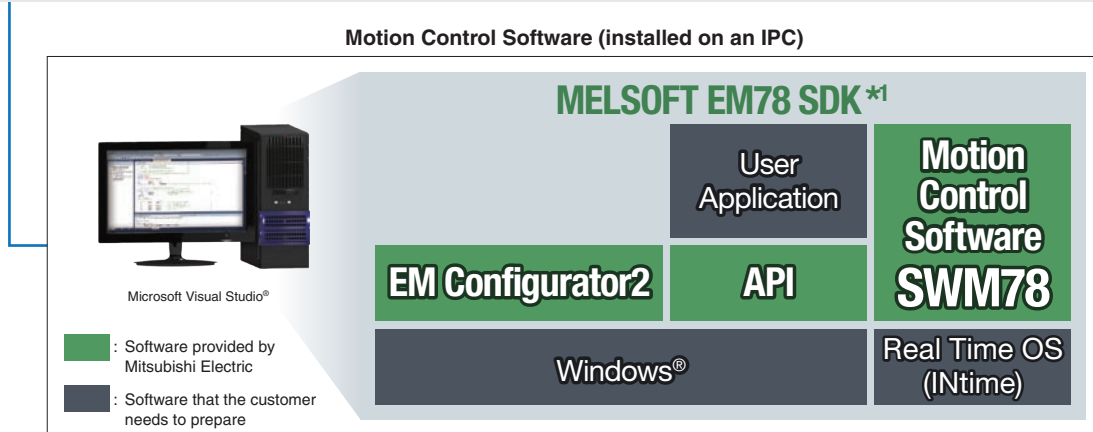 Motion Control Software (installed on an IPC)
MELSOFT EM78 SDK *1
User
Application
Motion
Control
Software
SWM78
EM Configurator2
API
Windows®
Real Time OS
(INtime)
Microsoft Visual Studio®
: Software provided by
Mitsubishi Electric
: Software that the customer
needs to prepare